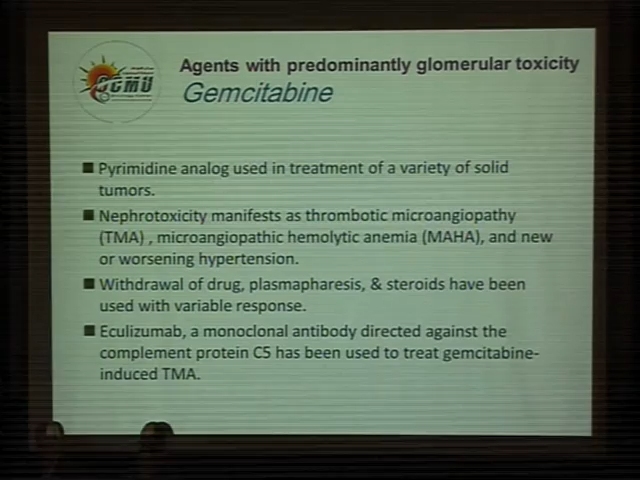 Agents with predominantly glomerular toxicity
Gemcitabine
Pyrimidine analog used in treatment of a variety of solid
tumors.
Nephrotoxicity manifests as thrombotic microangiopathy
(TMA) , microangiopathic hemolytic anemia (MAHA), and new
or worsening hypertension.
Withdrawal of drug, plasmapharesis, & steroids have been
used with variable response.
Eculizumab, a monoclonal antibody directed against the
complement protein C5 has been used to treat gemcitabine-
induced TMA.